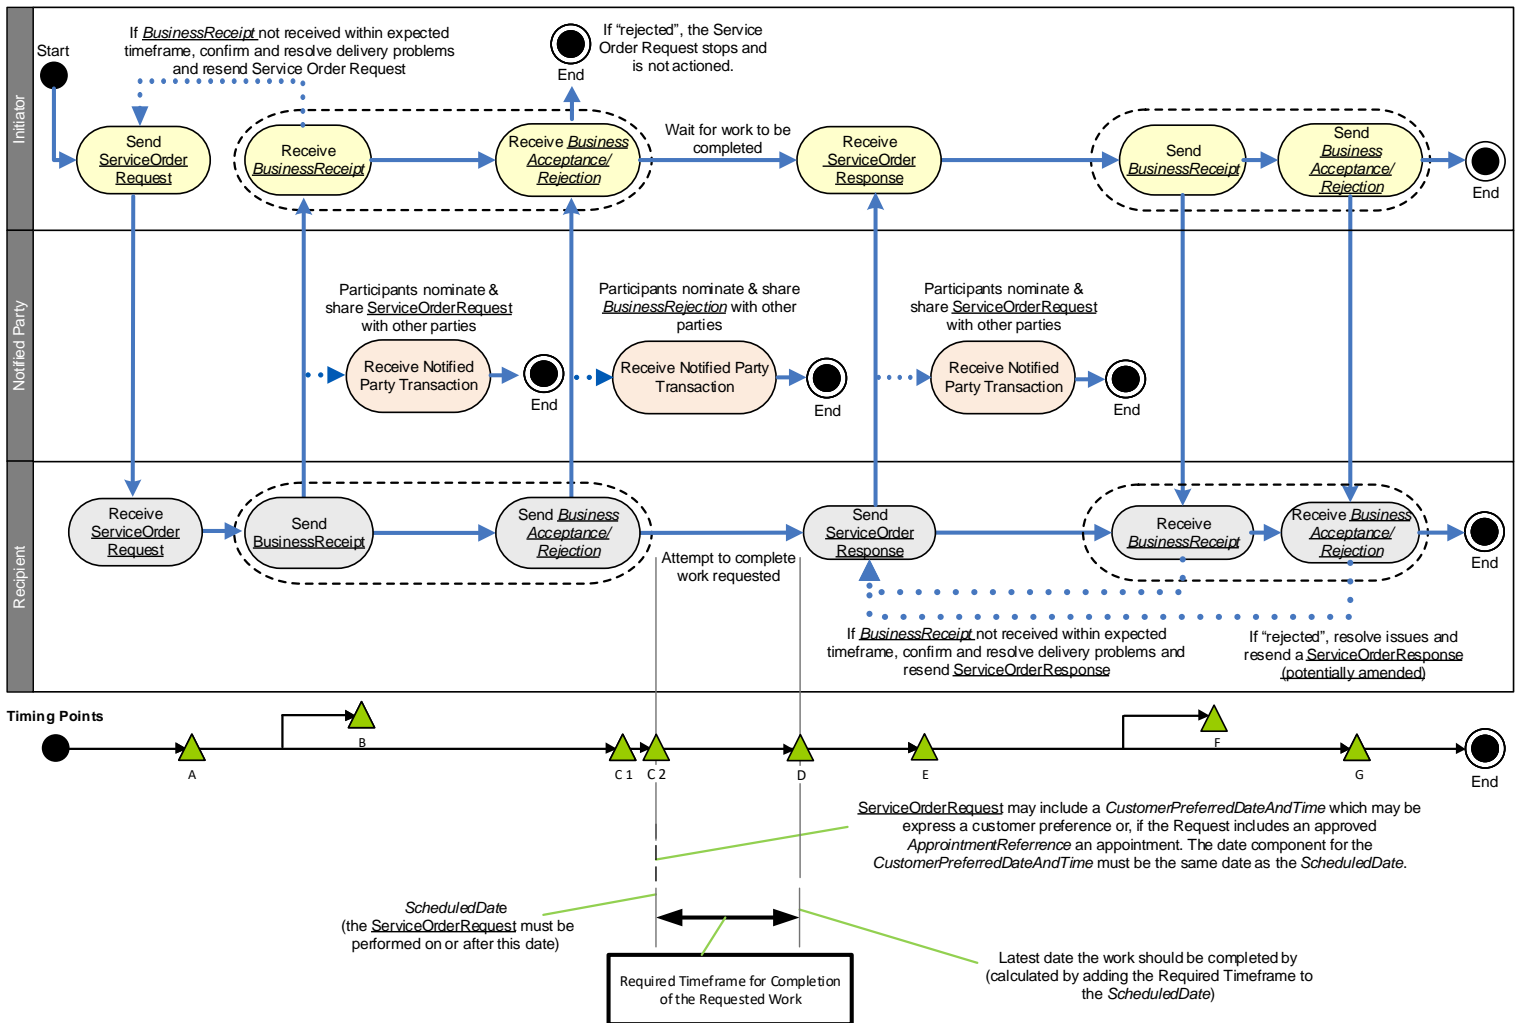 Initiator
Start
If BusinessReceipt not received within expected
timeframe, confirm and resolve delivery problems
and resend Service Order Request
End
If “rejected”, the Service
Order Request stops and
is not actioned.
Send
ServiceOrder
Request
Receive
BusinessReceipt
Receive Business
Acceptance/
Rejection
Wait for work to be
completed
Receive
ServiceOrder
Response
Send
BusinessReceipt
Send
Business
Acceptance/
Rejection
End
Notified Party
Participants nominate &
share ServiceOrderRequest
with other parties
Receive Notified
Party Transaction
End
Participants nominate & share
BusinessRejection with other
parties
Receive Notified Party
Transaction
End
Participants nominate &
share ServiceOrderRequest
with other parties
Receive Notified
Party Transaction
End
Recipient
Receive
ServiceOrder
Request
Send
BusinessReceipt
Send Business
Acceptance/
Rejection
Attempt to complete
work requested
Send
ServiceOrder
Response
Receive
BusinessReceipt
Receive Business
Acceptance/
Rejection
End
If BusinessReceipt not received within expected
timeframe, confirm and resolve delivery problems and
resend ServiceOrderResponse
If “rejected”, resolve issues and
resend a ServiceOrderResponse
(potentially amended)
Timing Points
A
B
C 1
C 2
D
E
F
G
End
ServiceOrderRequest may include a CustomerPreferredDateAndTime which may be
express a customer preference or, if the Request includes an approved
AppropintmentReferrence an appointment. The date component for the
CustomerPreferredDateAndTime must be the same date as the ScheduledDate.
ScheduledDate
(the ServiceOrderRequest must be
performed on or after this date)
Required Timeframe for Completion
of the Requested Work
Latest date the work should be completed by
(calculated by adding the Required Timeframe to
the ScheduledDate)